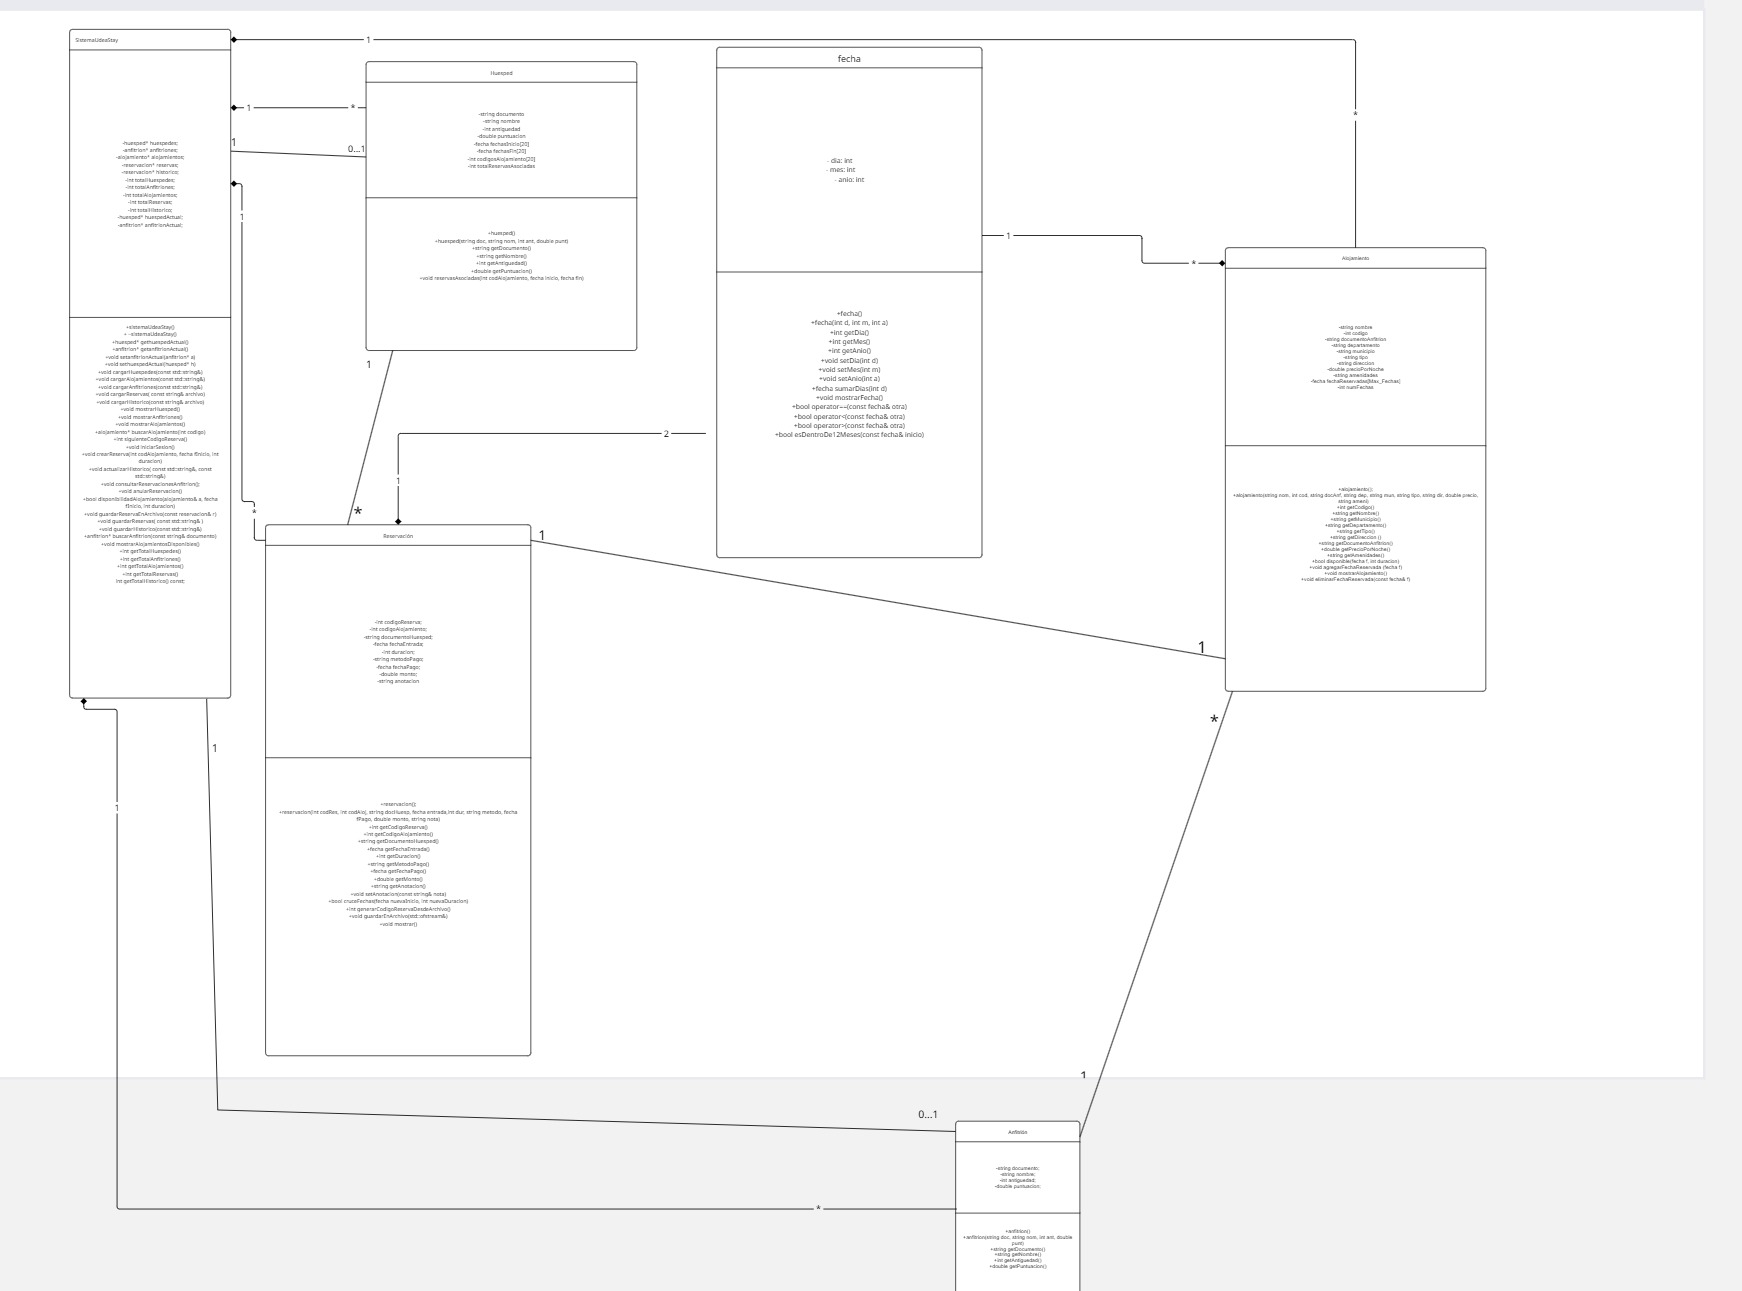 SistemaUdeaStay
-huesped* huespedes;
-anfitrion* anfitriones;
-alojamiento* alojamientos;
-reservacion* reservas;
-reservacion* historico;
-int totalHuespedes;
-int totalAnfitriones;
-int totalAlojamientos;
-int totalReservas;
-int totalHistorico;
-huesped* huespedActual;
-anfitrion* anfitrionActual;
+sistemaUdeaStay()
+ ~sistemaUdeaStay()
+huesped* gethuespedActual()
+anfitrion* getanfitrionActual()
+void setanfitrionActual(anfitrion* a)
+void sethuespedActual(huesped* h)
+void cargarHuespedes(const std::string&)
+void cargarAlojamientos(const std::string&)
+void cargarAnfitriones(const std::string&)
+void cargarReservas( const string& archivo)
+void cargarHistorico(const string& archivo)
+void mostrarHuesped()
+void mostrarAnfitriones()
+void mostrarAlojamientos()
+alojamiento* buscarAlojamiento(int codigo)
+int siguienteCodigoReserva()
+void iniciarSesion()
+void crearReserva(int codAlojamiento, fecha fInicio, int
duracion)
+void actualizarHistorico( const std::string&, const
std::string&)
+void consultarReservacionesAnfitrion();
+void anularReservacion()
+bool disponibilidadAlojamiento(alojamiento& a, fecha
fInicio, int duracion)
+void guardarReservaEnArchivo(const reservacion& r)
+void guardarReservas( const std::string& )
+void guardarHistorico(const std::string&)
+anfitrion* buscarAnfitrion(const string& documento)
+void mostrarAlojamientosDisponibles()
+int getTotalHuespedes()
+int getTotalAnfitriones()
+int getTotalAlojamientos()
+int getTotalReservas()
int getTotalHistorico() const;
1
*
1
*
1
0...1
1
*
Huesped
-string documento
-string nombre
-int antiguedad
-double puntuacion
-fecha fechasInicio[20]
-fecha fechasFin[20]
-int codigosAlojamiento[20]
-int totalReservasAsociadas
+huesped()
+huesped(string doc, string nom, int ant, double punt)
+string getDocumento()
+string getNombre()
+int getAntiguedad()
+double getPuntuacion()
+void reservasAsociadas(int codAlojamiento, fecha inicio, fecha fin)
1
*
fecha
- dia: int
- mes: int
- anio: int
+fecha()
+fecha(int d, int m, int a)
+int getDia()
+int getMes()
+int getAnio()
+void setDia(int d)
+void setMes(int m)
+void setAnio(int a)
+fecha sumarDias(int d)
+void mostrarFecha()
+bool operator==(const fecha& otra)
+bool operator<(const fecha& otra)
+bool operator>(const fecha& otra)
+bool esDentroDe12Meses(const fecha& inicio)
1
*
2
1
Alojamiento
-string nombre
-int codigo
-string documentoAnfitrion
-string departamento
-string municipio
-string tipo
-string direccion
-double precioPorNoche
-string amenidades
-fecha fechaReservadas[Max_Fechas]
-int numFechas
+alojamiento();
+alojamiento(string nom, int cod, string docAnf, string dep, string mun, string tipo, string dir, double precio,
string ameni)
+int getCodigo()
+string getNombre()
+string getMunicipio()
+string getDepartamento()
+string getTipo()
+string getDireccion ()
+string getDocumentoAnfitrion()
+double getPrecioPorNoche()
+string getAmenidades()
+bool disponible(fecha f, int duracion)
+void agregarFechaReservada (fecha f)
+void mostrarAlojamiento()
+void eliminarFechaReservada(const fecha& f)
Reservación
-int codigoReserva;
-int codigoAlojamiento;
-string documentoHuesped;
-fecha fechaEntrada;
-int duracion;
-string metodoPago;
-fecha fechaPago;
-double monto;
-string anotacion
+reservacion();
+reservacion(int codRes, int codAloj, string docHuesp, fecha entrada,int dur, string metodo, fecha
fPago, double monto, string nota)
+int getCodigoReserva()
+int getCodigoAlojamiento()
+string getDocumentoHuesped()
+fecha getFechaEntrada()
+int getDuracion()
+string getMetodoPago()
+fecha getFechaPago()
+double getMonto()
+string getAnotacion()
+void setAnotacion(const string& nota)
+bool cruceFechas(fecha nuevaInicio, int nuevaDuracion)
+int generarCodigoReservaDesdeArchivo()
+void guardarEnArchivo(std::ofstream&)
+void mostrar()
1
1
*
1
1
0...1
1
*
Anfitrión
-string documento;
-string nombre;
-int antiguedad;
-double puntuacion;
+anfitrion()
+anfitrion(string doc, string nom, int ant, double
punt)
+string getDocumento()
+string getNombre()
+int getAntiguedad()
+double getPuntuacion()